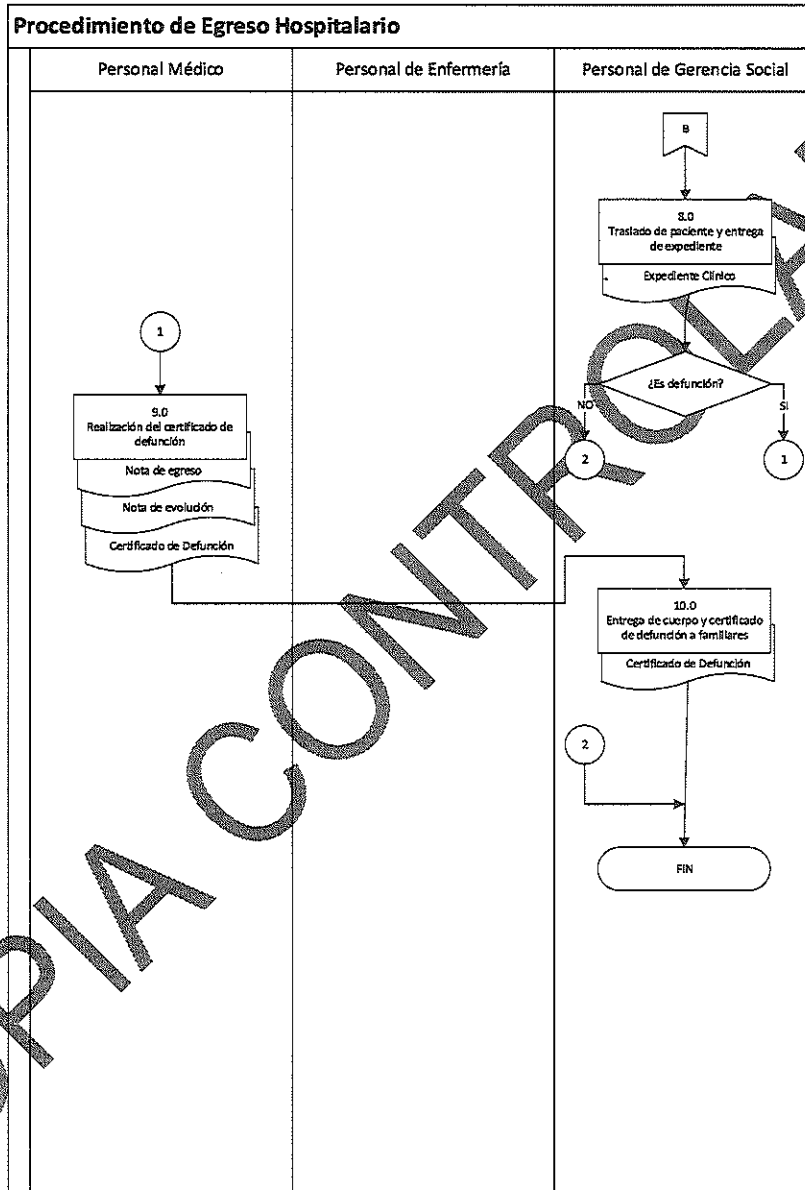 Procedimiento de Egreso Hospitalario
Personal Médico
Personal de Enfermería
Personal de Gerencia Social
B
8.0
Traslado de paciente y entrega
de expediente
Expediente Clínico
¿Es defunción?
NO
SI
2
1
1
9.0
Realización del certificado de
defunción
Nota de egreso
Nota de evolución
Certificado de Defunción
10.0
Entrega de cuerpo y certificado
de defunción a familiares
Certificado de Defunción
2
FIN
PIA CONTROLA